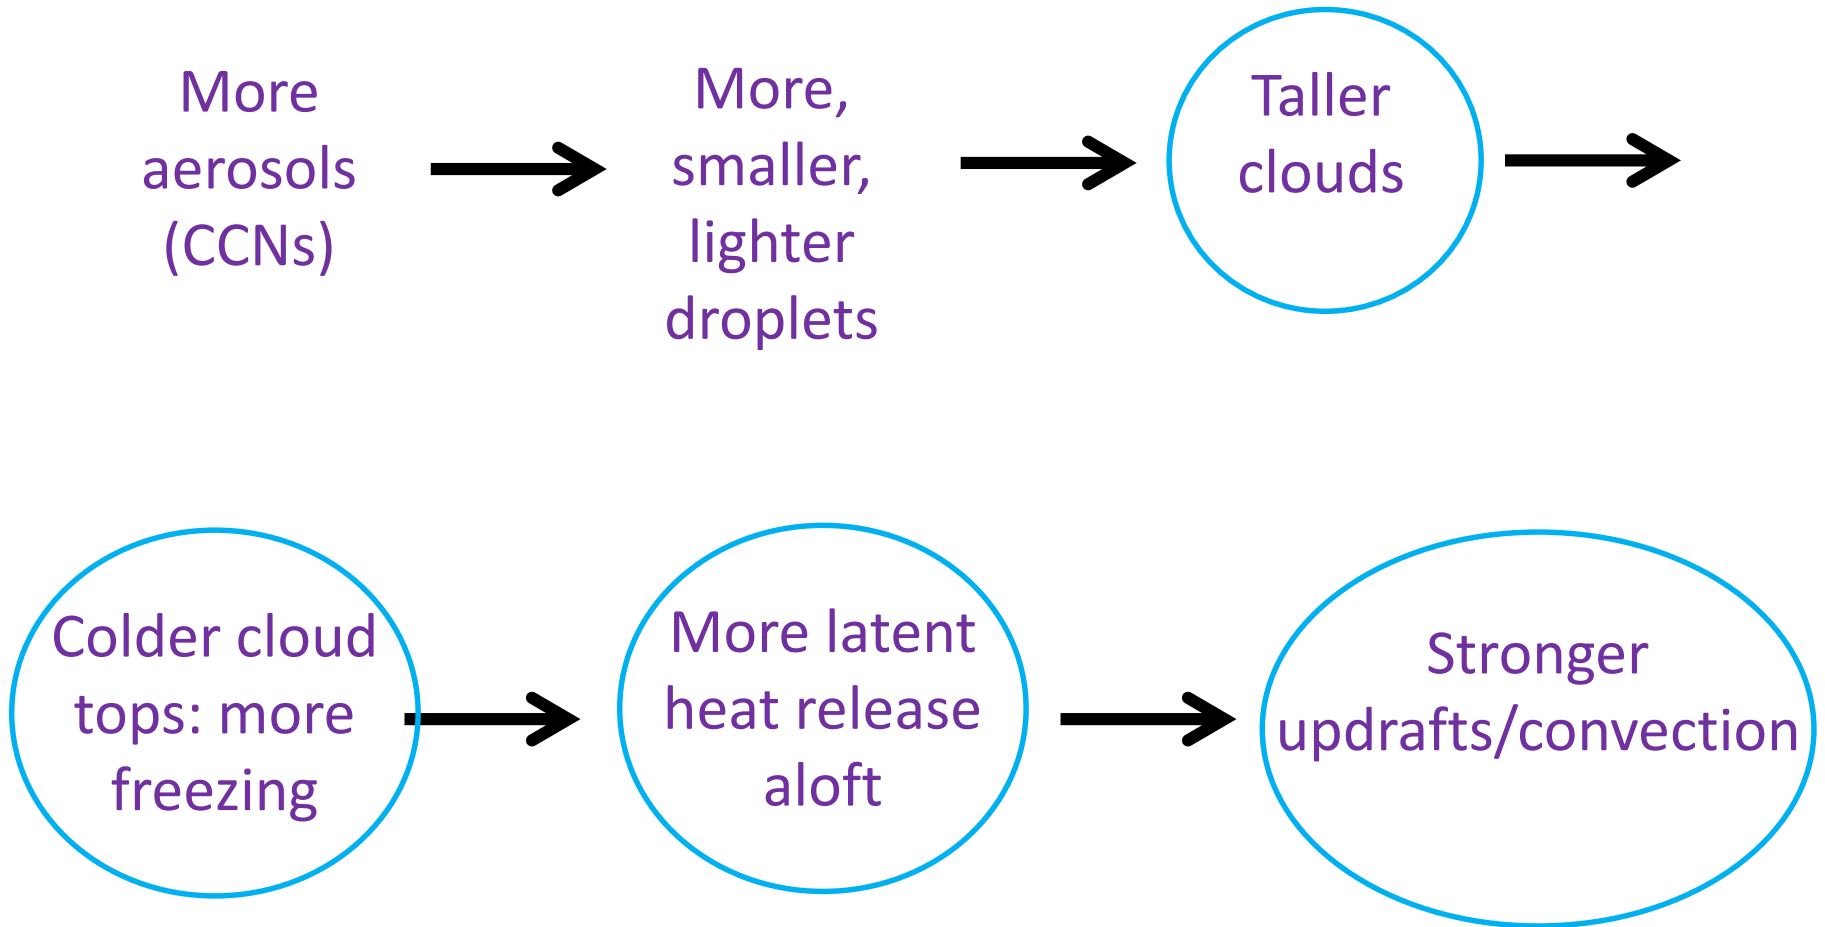 More
aerosols
(CCNs)
More,
smaller,
lighter
droplets
Taller
clouds
Colder cloud
tops: more
freezing
More latent
heat release
aloft
Stronger
updrafts/convection